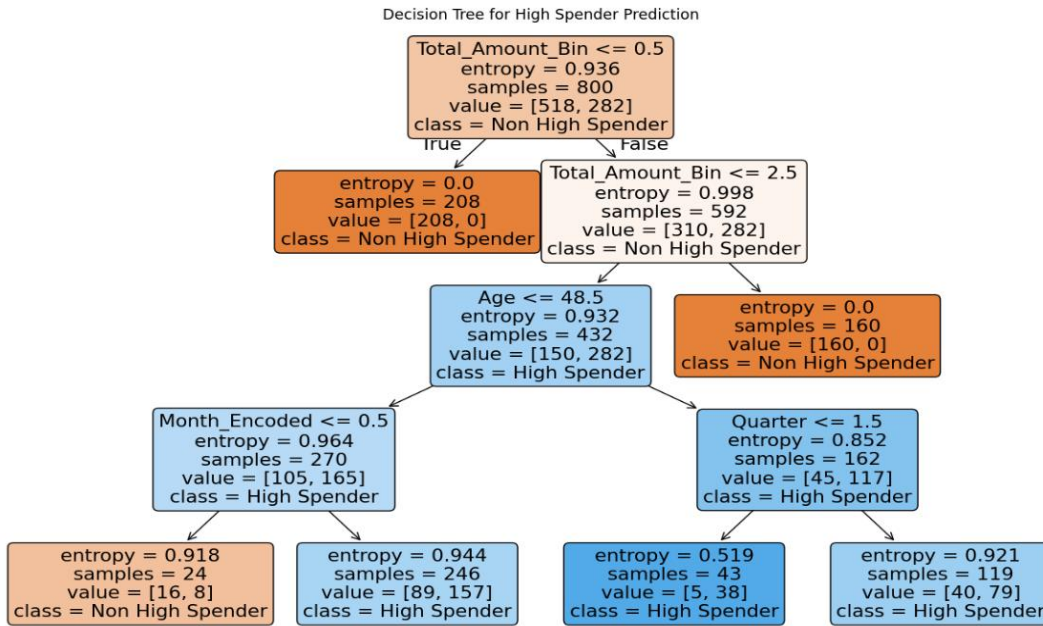 Decision Tree for High Spender Prediction
Total_Amount_Bin <= 0.5
entropy = 0.936
samples = 800
value = [518, 282]
class = Non High Spender
True
False
entropy = 0.0
samples = 208
value = [208, 0]
class = Non High Spender
Total_Amount_Bin <= 2.5
entropy = 0.998
samples = 592
value = [310, 282]
class = Non High Spender
Age <= 48.5
entropy = 0.932
samples = 432
value = [150, 282]
class = High Spender
entropy = 0.0
samples = 160
value = [160, 0]
class = Non High Spender
Month_Encoded <= 0.5
entropy = 0.964
samples = 270
value = [105, 165]
class = High Spender
Quarter <= 1.5
entropy = 0.852
samples = 162
value = [45, 117]
class = High Spender
entropy = 0.918
samples = 24
value = [16, 8]
class = Non High Spender
entropy = 0.944
samples = 246
value = [89, 157]
class = High Spender
entropy = 0.519
samples = 43
value = [5, 38]
class = High Spender
entropy = 0.921
samples = 119
value = [40, 79]
class = High Spender